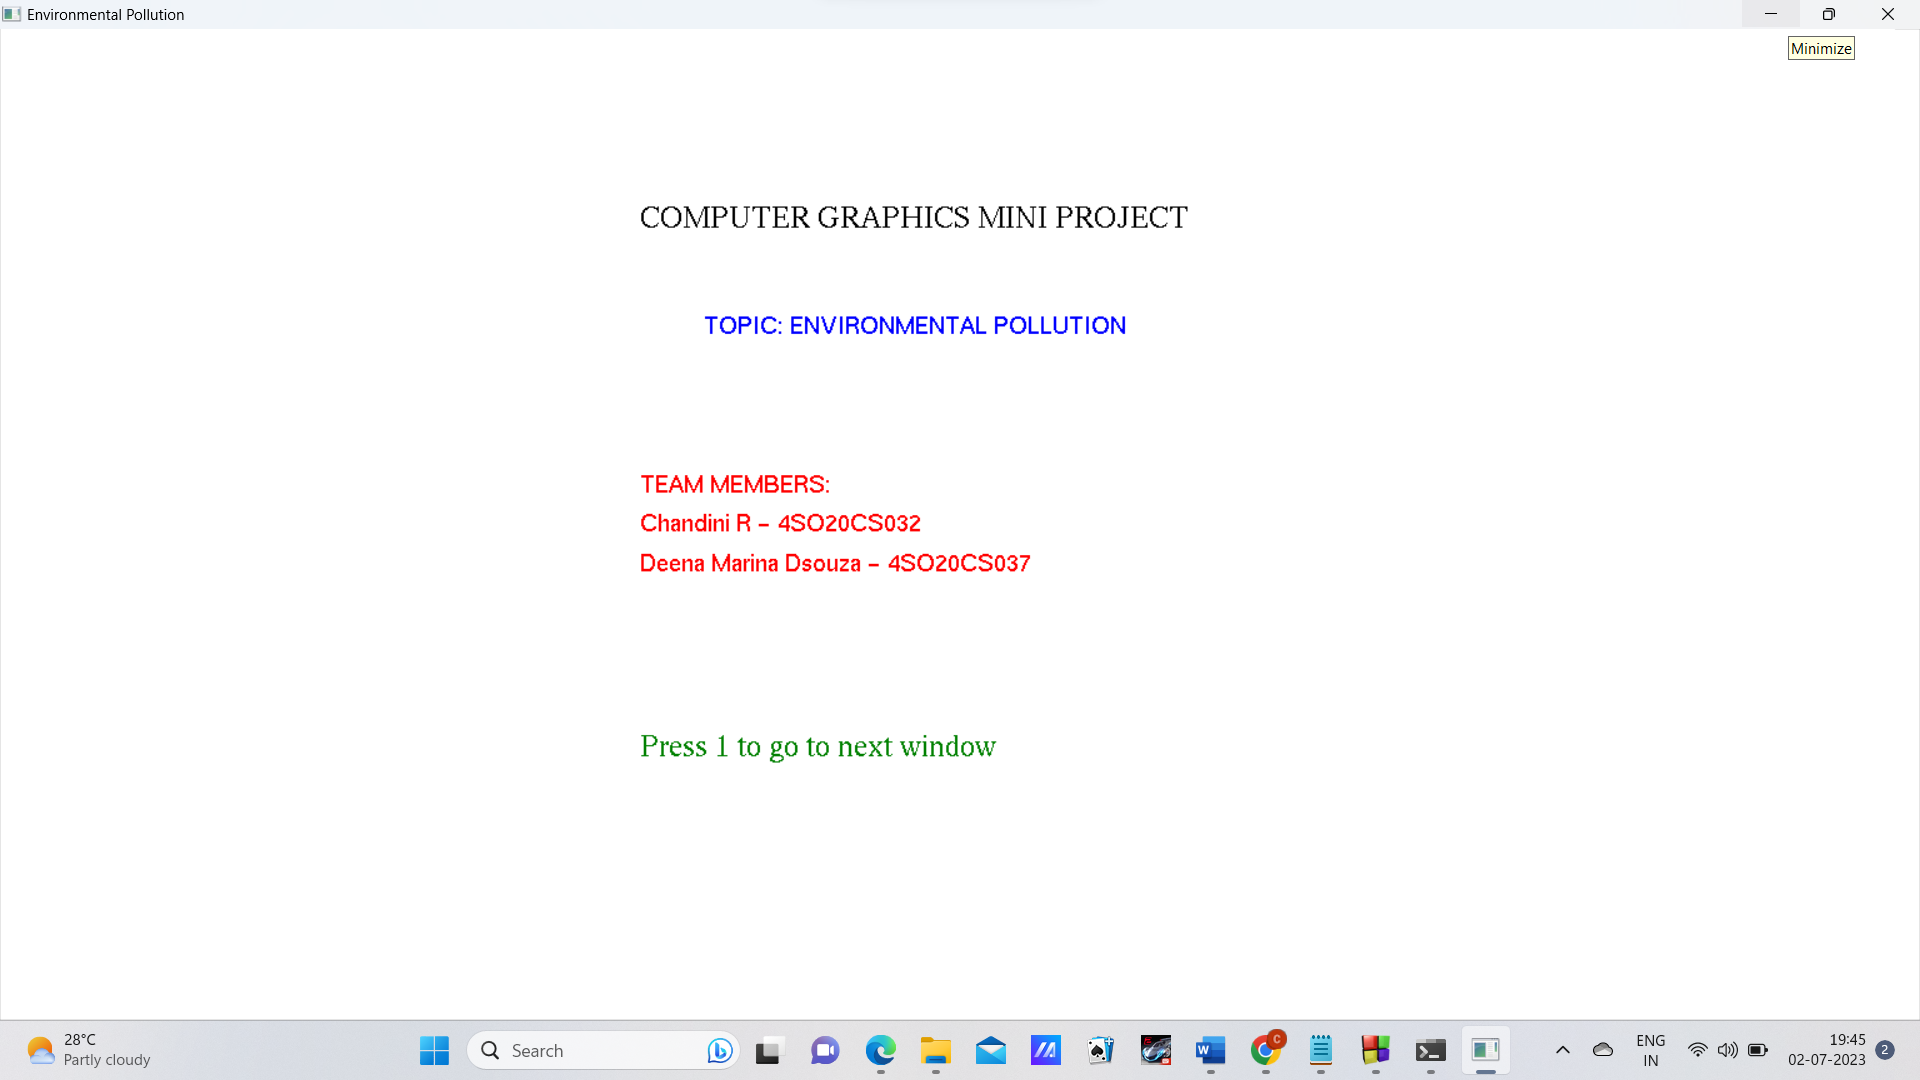 Environmental Pollution
Minimize
COMPUTER GRAPHICS MINI PROJECT
TOPIC: ENVIRONMENTAL POLLUTION
TEAM MEMBERS:
Chandini R - 4SO20CS032
Deena Marina Dsouza - 4SO20CS037
Press 1 to go to next window
28°C
Partly cloudy
Search
C
W
ENG
IN
19:45
02-07-2023
2